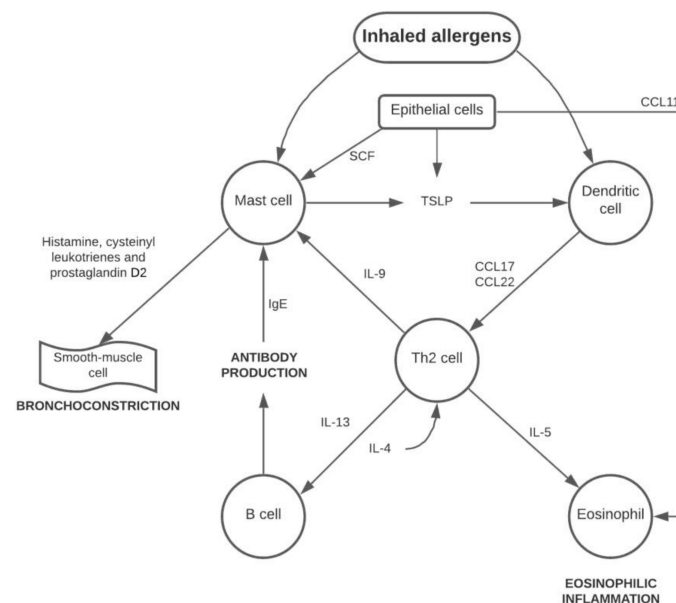 Inhaled allergens
Epithelial cells
CCL11
SCF
Mast cell
TSLP
Dendritic
cell
Histamine, cysteinyl
leukotrienes and
prostaglandin D2
CCL17
CCL22
IL-9
IgE
Smooth-muscle
cell
BRONCHOCONSTRICTION
ANTIBODY
PRODUCTION
Th2 cell
IL-13
IL-4
IL-5
B cell
Eosinophil
EOSINOPHILIC
INFLAMMATION